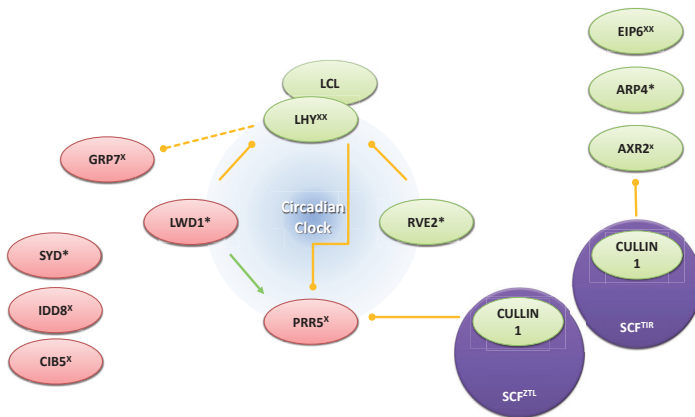 EIP6ˣˣ
LCL
ARP4*
LHYˣˣ
GRP7ˣ
AXR2ˣ
Circadian
Clock
LWD1*
RVE2*
SYD*
CULLIN
1
IDD8ˣ
PRR5ˣ
CULLIN
1
SCFᵀᴵᴿ
CIB5ˣ
SCFᶻᵀᴸ